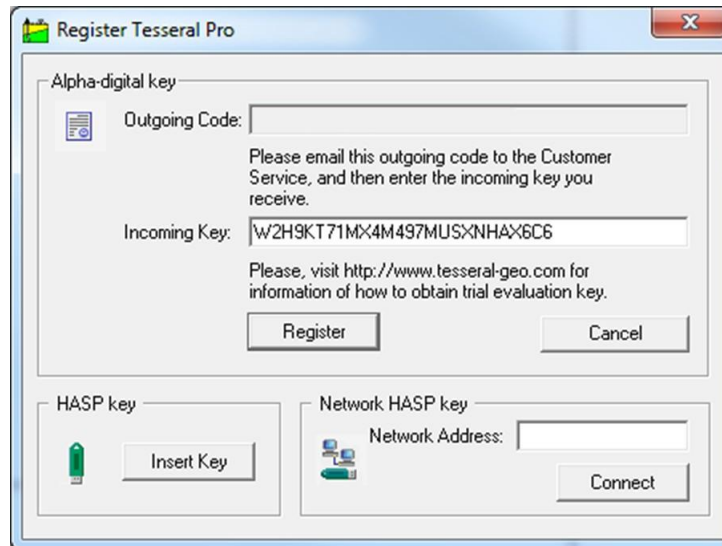 Register Tesseral Pro
Alpha-digital key
Outgoing Code:
Please email this outgoing code to the Customer
Service, and then enter the incoming key you
receive.
Incoming Key: W2H9KT71MX4M497MUSXNHAX6C6
Please, visit http://www.tesseral-geo.com for
information of how to obtain trial evaluation key.
Register Cancel
HASP key
Insert Key
Network HASP key
Network Address:
Connect